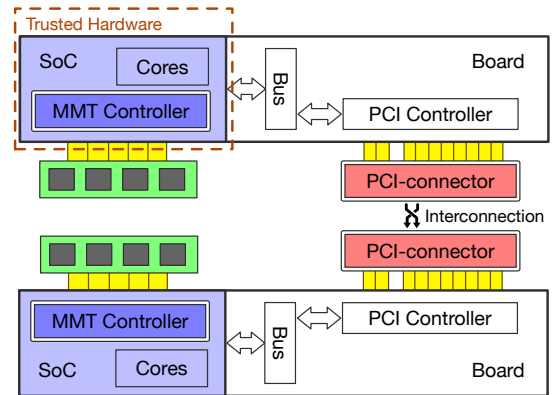 Trusted Hardware
SoC
Cores
MMT Controller
Bus
Board
PCI Controller
PCI-connector
Interconnection
PCI-connector
MMT Controller
SoC
Cores
Bus
PCI Controller
Board